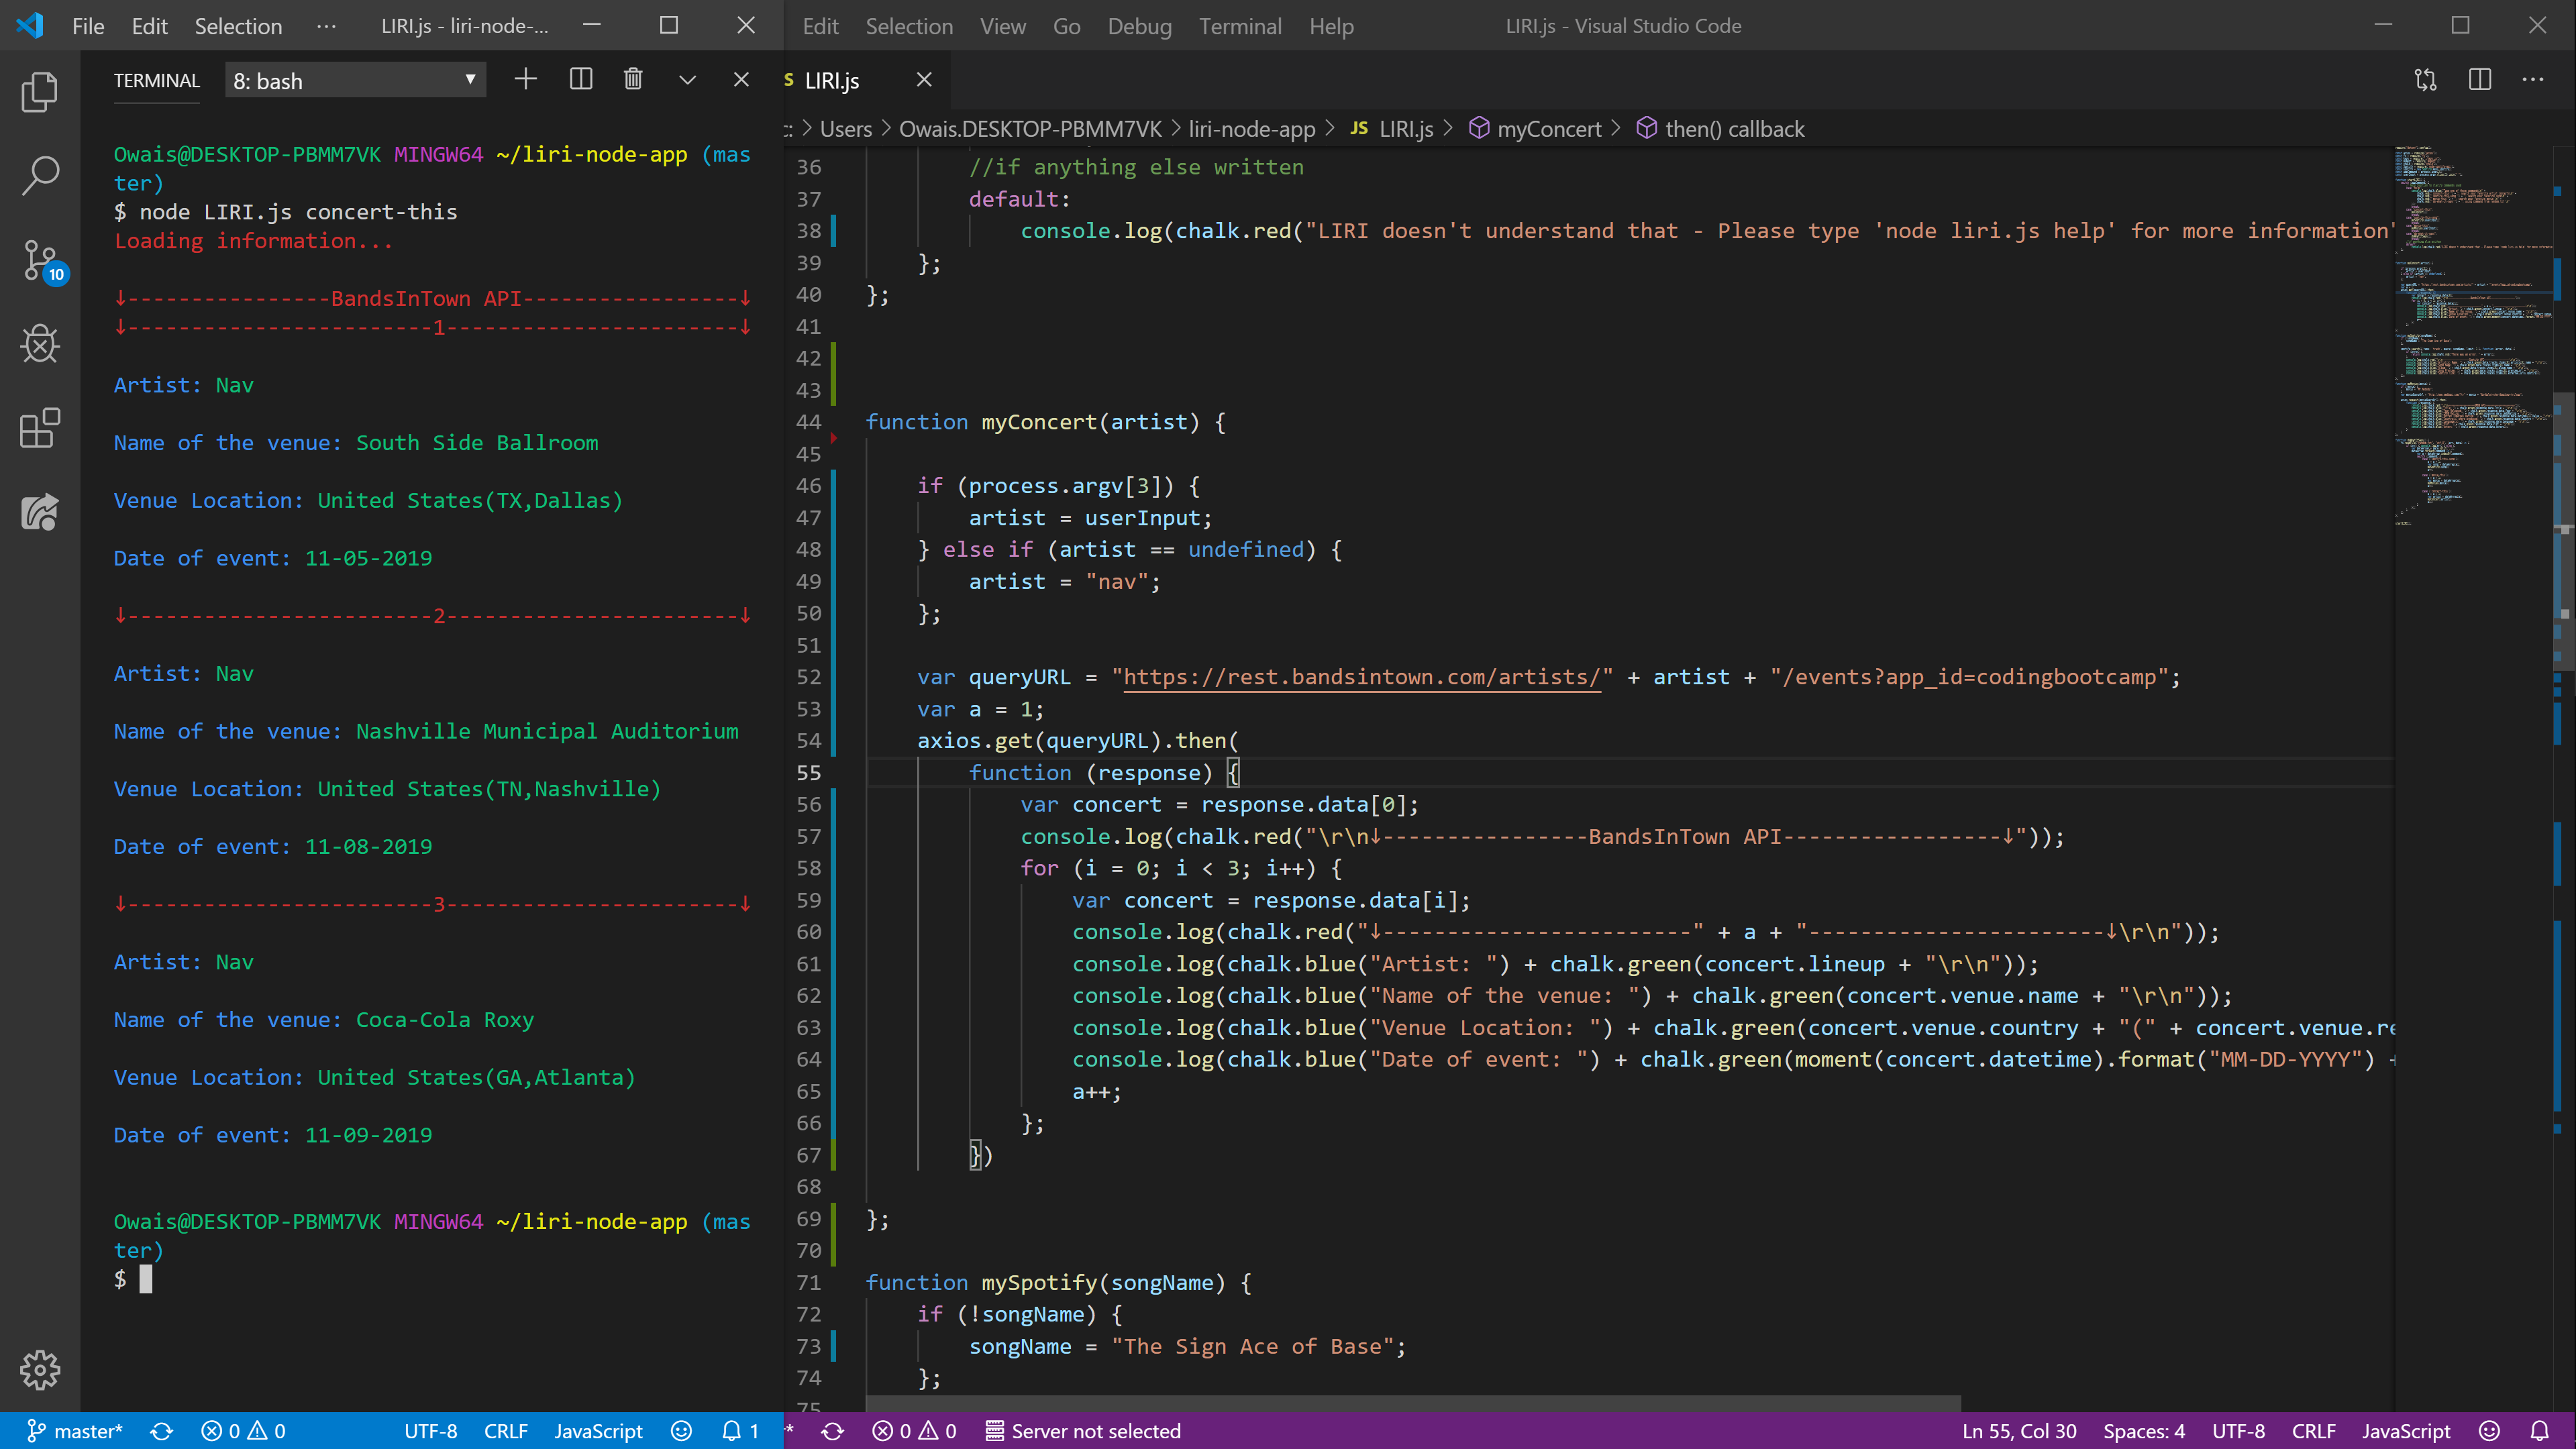 File Edit Selection ··· LIRI.js - liri-node-...
TERMINAL 8: bash
Owais@DESKTOP-PBMM7VK MINGW64 ~/liri-node-app (mas
ter)
$ node LIRI.js concert-this
Loading information...
↓----------------BandsInTown API-----------------↓
↓------------------------1-----------------------↓
Artist: Nav
Name of the venue: South Side Ballroom
Venue Location: United States(TX,Dallas)
Date of event: 11-05-2019
↓------------------------2-----------------------↓
Artist: Nav
Name of the venue: Nashville Municipal Auditorium
Venue Location: United States(TN,Nashville)
Date of event: 11-08-2019
↓------------------------3-----------------------↓
Artist: Nav
Name of the venue: Coca-Cola Roxy
Venue Location: United States(GA,Atlanta)
Date of event: 11-09-2019
Owais@DESKTOP-PBMM7VK MINGW64 ~/liri-node-app (mas
ter)
$
10
master* 0 0 UTF-8 CRLF JavaScript 1
Edit Selection View Go Debug Terminal Help LIRI.js - Visual Studio Code
LIRI.js
c: > Users > Owais.DESKTOP-PBMM7VK > liri-node-app > JS LIRI.js > myConcert > then() callback
36 //if anything else written
37 default:
38 console.log(chalk.red("LIRI doesn't understand that - Please type 'node liri.js help' for more information"
39 };
40 };
41
42
43
44 function myConcert(artist) {
45
46 if (process.argv[3]) {
47 artist = userInput;
48 } else if (artist == undefined) {
49 artist = "nav";
50 };
51
52 var queryURL = "https://rest.bandsintown.com/artists/" + artist + "/events?app_id=codingbootcamp";
53 var a = 1;
54 axios.get(queryURL).then(
55 function (response) {
56 var concert = response.data[0];
57 console.log(chalk.red("\r\n↓----------------BandsInTown API-----------------↓"));
58 for (i = 0; i < 3; i++) {
59 var concert = response.data[i];
60 console.log(chalk.red("↓------------------------" + a + "-----------------------↓\r\n"));
61 console.log(chalk.blue("Artist: ") + chalk.green(concert.lineup + "\r\n"));
62 console.log(chalk.blue("Name of the venue: ") + chalk.green(concert.venue.name + "\r\n"));
63 console.log(chalk.blue("Venue Location: ") + chalk.green(concert.venue.country + "(" + concert.venue.re
64 console.log(chalk.blue("Date of event: ") + chalk.green(moment(concert.datetime).format("MM-DD-YYYY") +
65 a++;
66 };
67 })
68
69 };
70
71 function mySpotify(songName) {
72 if (!songName) {
73 songName = "The Sign Ace of Base";
74 };
75
* 0 0 Server not selected Ln 55, Col 30 Spaces: 4 UTF-8 CRLF JavaScript